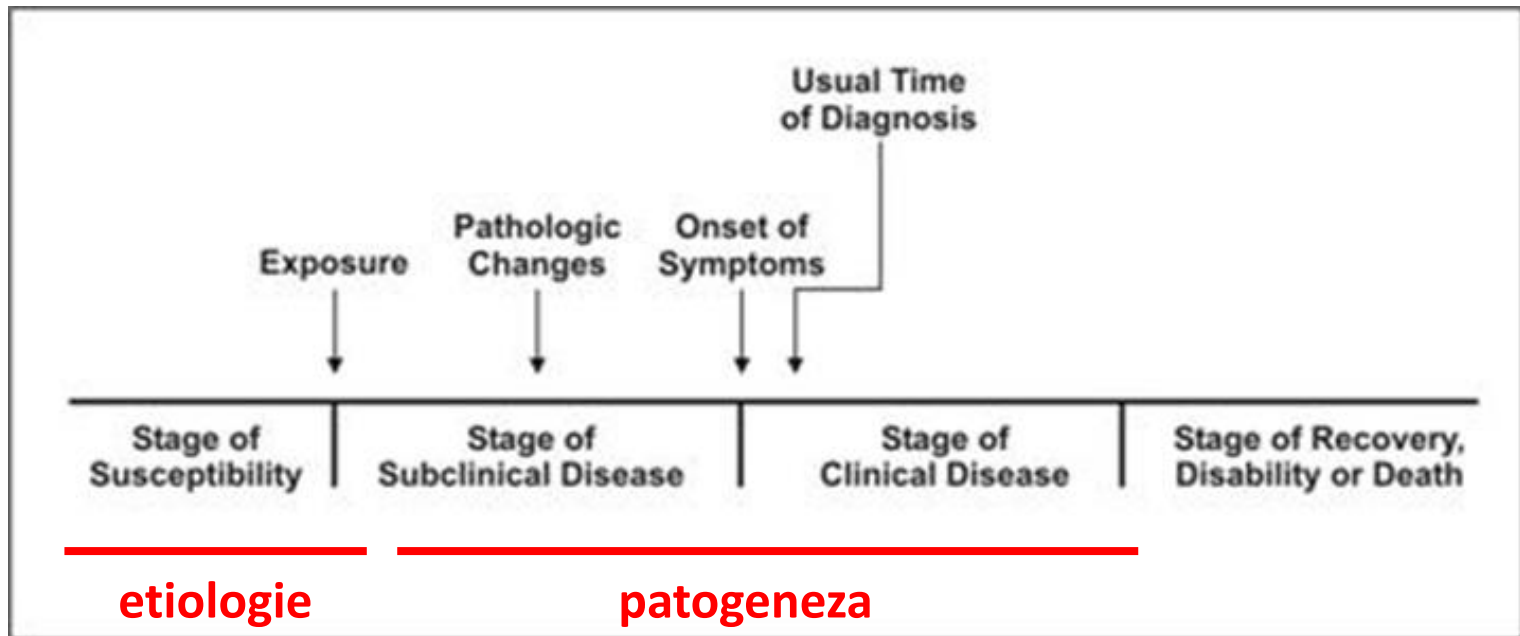 Usual Time
of Diagnosis
Pathologic
Changes
Onset of
Symptoms
Exposure
Stage of
Susceptibility
Stage of
Subclinical Disease
Stage of
Clinical Disease
Stage of Recovery,
Disability or Death
etiologie
patogeneza